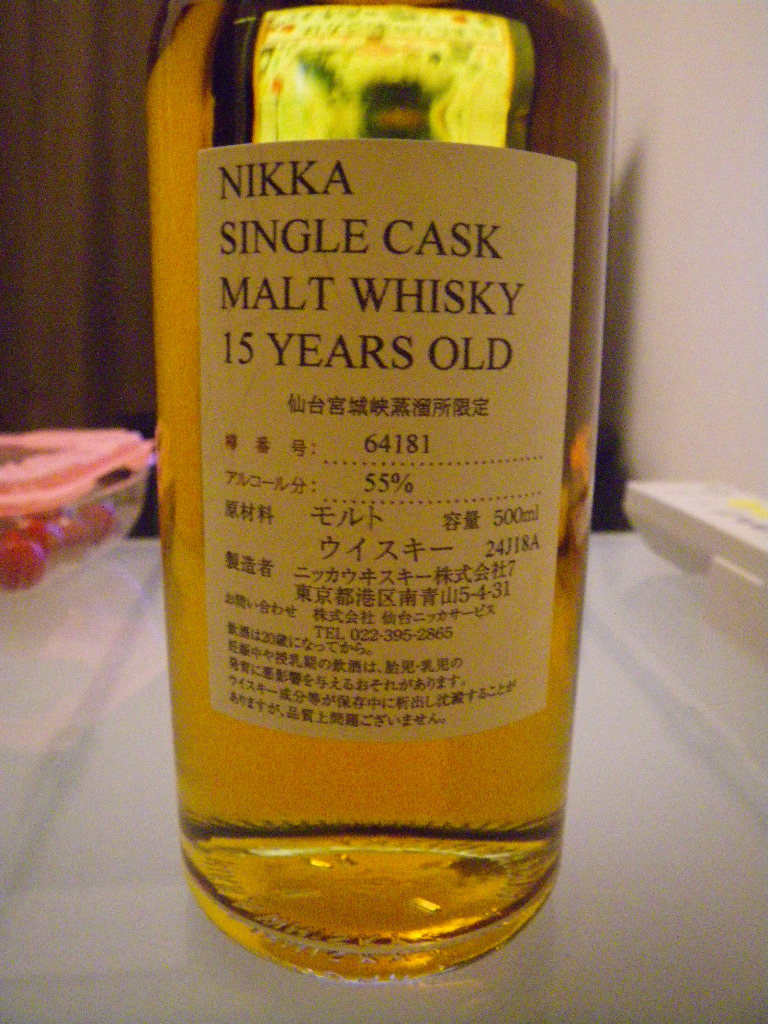 NIKKA
SINGLE CASK
MALT WHISKY
15 YEARS OLD
仙台宮城峡蒸溜所限定
樽番号: 64181
アルコール分: 55%
原材料 モルト 容量 500ml
ウイスキー 24J18A
製造者 ニッカウヰスキー株式会社7
東京都港区南青山5-4-31
お問い合わせ 株式会社 仙台ニッカサービス
TEL 022-395-2865
飲酒は20歳になってから。
妊娠中や授乳期の飲酒は、胎児・乳児の
発育に悪影響を与えるおそれがあります。
ウイスキー成分等が保存中に析出し沈澱することが
ありますが、品質上問題ございません。